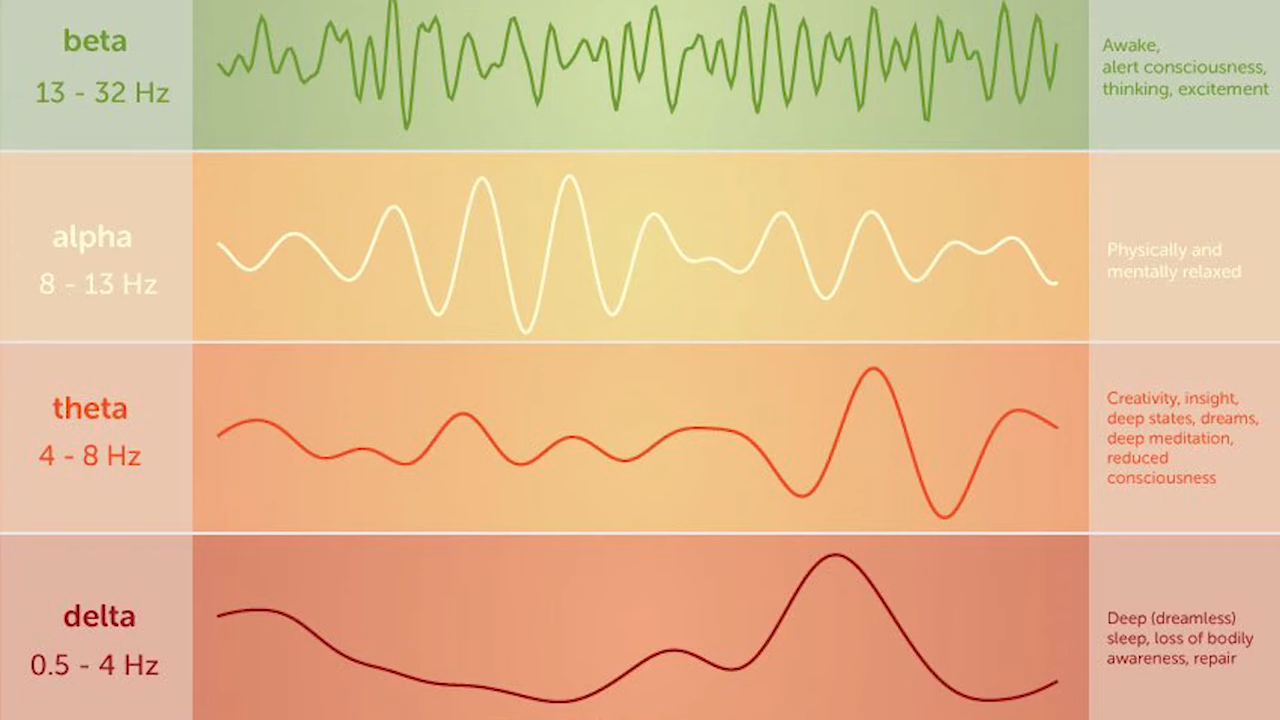 beta
13 - 32 Hz
Awake,
alert consciousness,
thinking, excitement
alpha
8 - 13 Hz
Physically and
mentally relaxed
theta
4 - 8 Hz
Creativity, insight,
deep states, dreams,
deep meditation,
reduced
consciousness
delta
0.5 - 4 Hz
Deep (dreamless)
sleep, loss of bodily
awareness, repair